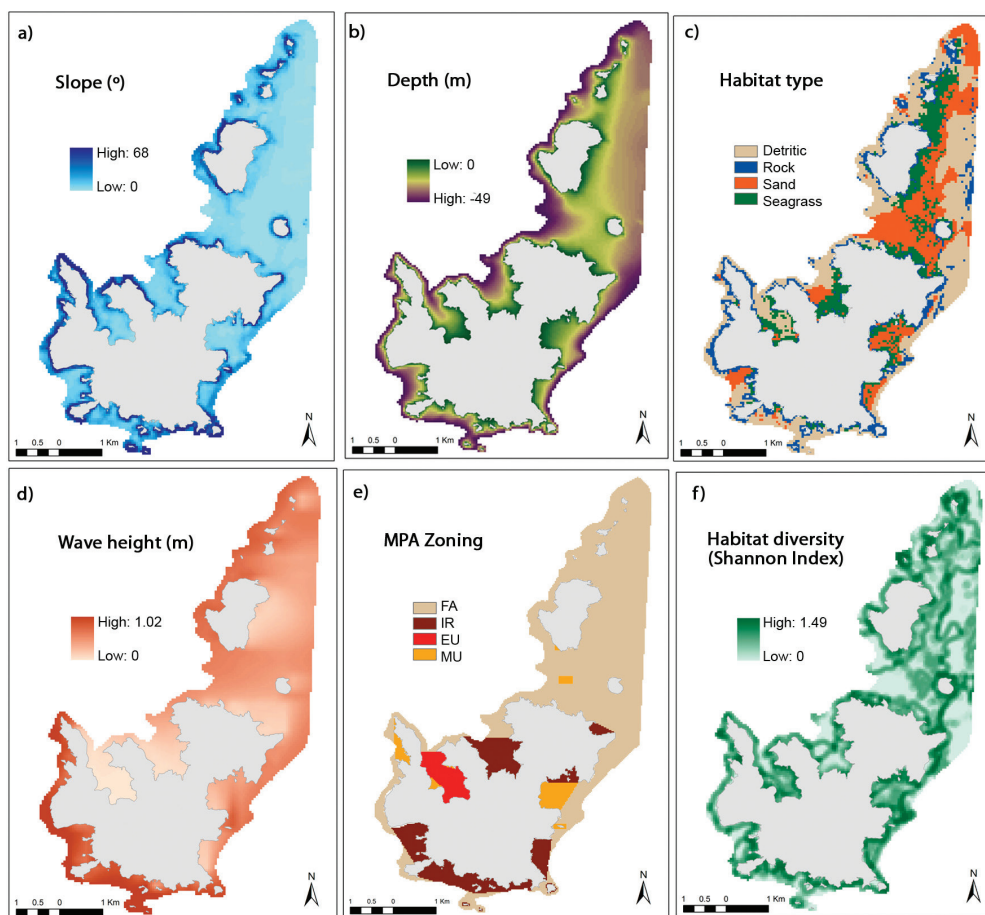 a)
Slope (º)
High: 68
Low: 0
N
1 0.5 0 1 Km
b)
Depth (m)
Low: 0
High: -49
N
1 0.5 0 1 Km
c)
Habitat type
Detritic
Rock
Sand
Seagrass
N
1 0.5 0 1 Km
d)
Wave height (m)
High: 1.02
Low: 0
N
1 0.5 0 1 Km
e)
MPA Zoning
FA
IR
EU
MU
N
1 0.5 0 1 Km
f)
Habitat diversity
(Shannon Index)
High: 1.49
Low: 0
N
1 0.5 0 1 Km